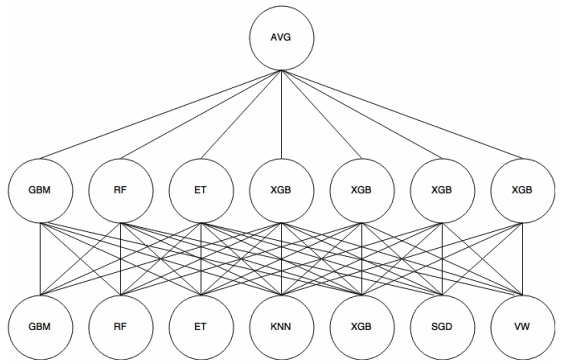 AVG
GBM RF ET XGB XGB XGB XGB
GBM RF ET KNN XGB SGD VW